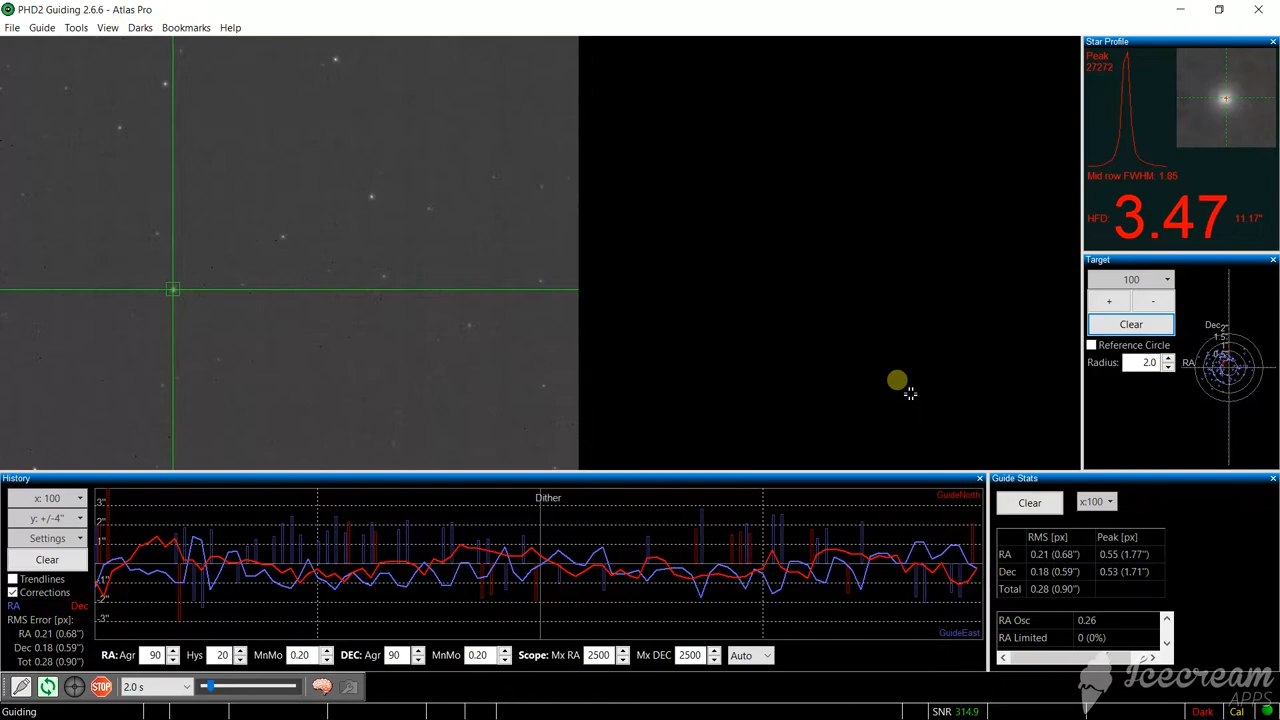 PHD2 Guiding 2.6.6 - Atlas Pro
File Guide Tools View Darks Bookmarks Help
Star Profile
Peak
27272
Mid row FWHM: 1.85
HFD: 3.47 11.17"
Target
100
+ -
Clear
Reference Circle
Radius: 2.0
Dec
2"
1.5
1
0.5
RA
History
x: 100
y: +/-4"
Settings
Clear
Trendlines
Corrections
RA Dec
RMS Error [px]:
RA 0.21 (0.68")
Dec 0.18 (0.59")
Tot 0.28 (0.90")
3"
2"
1"
-1"
-2"
-3"
Dither
GuideNorth
GuideEast
RA: Agr 90 Hys 20 MnMo 0.20 DEC: Agr 90 MnMo 0.20 Scope: Mx RA 2500 Mx DEC 2500 Auto
Guide Stats
Clear x:100
RMS [px] Peak [px]
RA 0.21 (0.68") 0.55 (1.77")
Dec 0.18 (0.59") 0.53 (1.71")
Total 0.28 (0.90")
RA Osc 0.26
RA Limited 0 (0%)
STOP 2.0 s
Guiding SNR 314.9 Dark Cal
Icecream
APPS